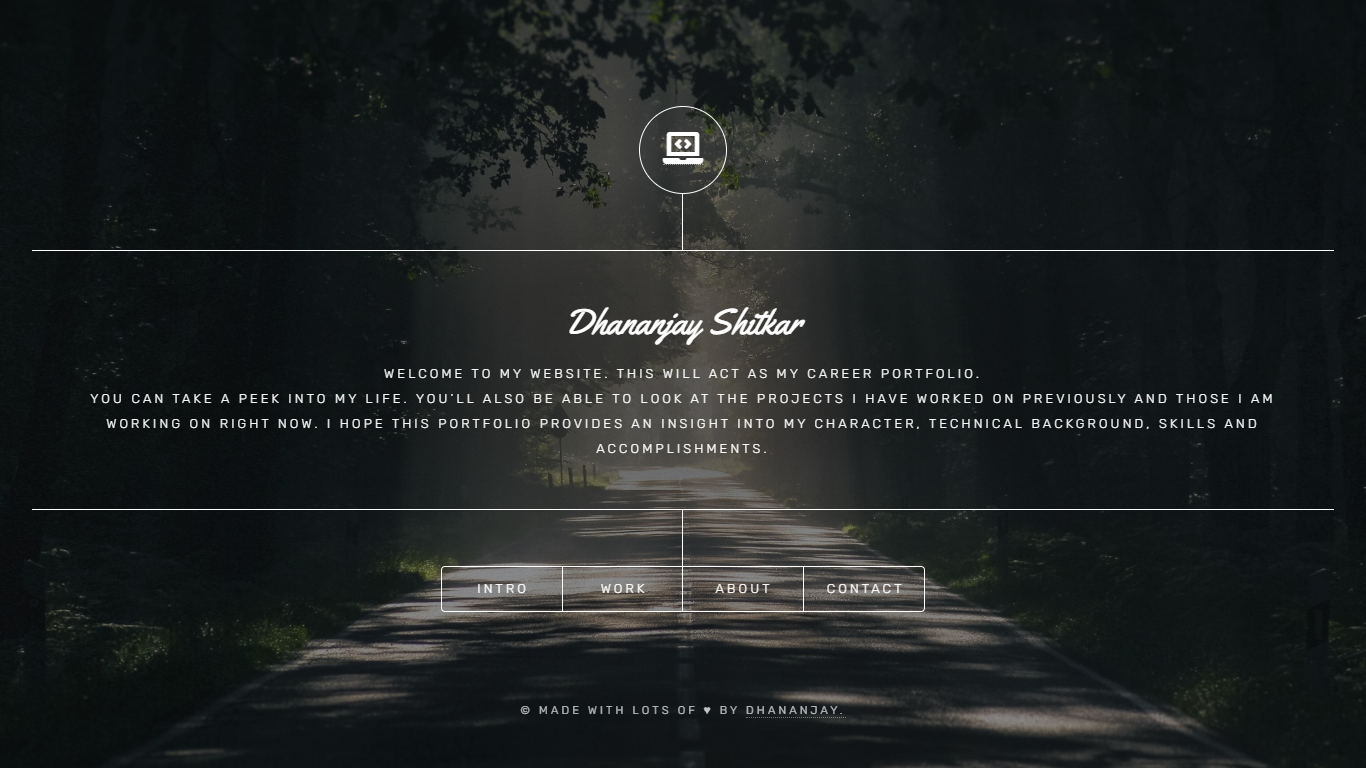 Dhananjay Shitkar
WELCOME TO MY WEBSITE. THIS WILL ACT AS MY CAREER PORTFOLIO.
YOU CAN TAKE A PEEK INTO MY LIFE. YOU'LL ALSO BE ABLE TO LOOK AT THE PROJECTS I HAVE WORKED ON PREVIOUSLY AND THOSE I AM
WORKING ON RIGHT NOW. I HOPE THIS PORTFOLIO PROVIDES AN INSIGHT INTO MY CHARACTER, TECHNICAL BACKGROUND, SKILLS AND
ACCOMPLISHMENTS.
INTRO WORK ABOUT CONTACT
© MADE WITH LOTS OF ♥ BY DHANANJAY.